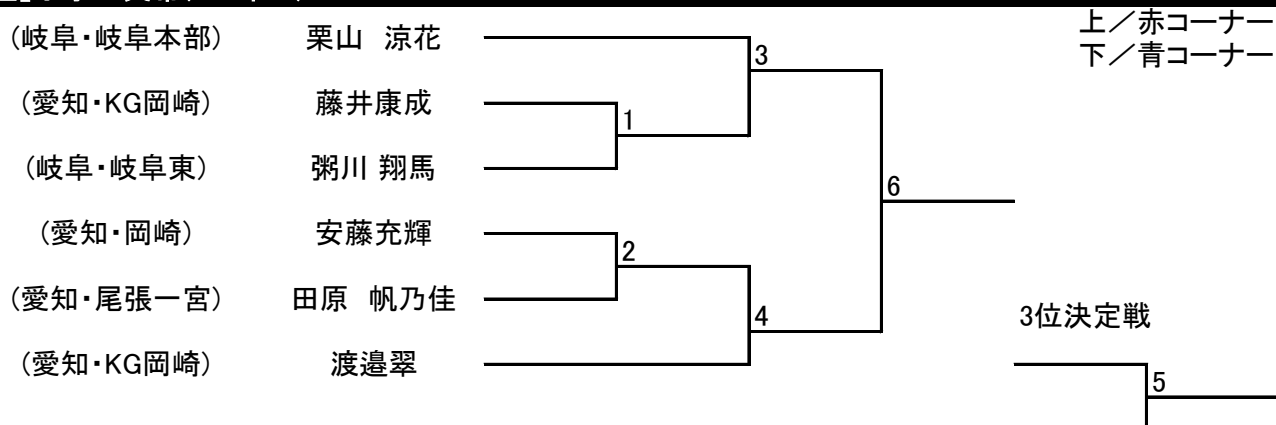 上／赤コーナー
下／青コーナー
(岐阜・岐阜本部) 栗山 涼花
3
(愛知・KG岡崎) 藤井康成
1
(岐阜・岐阜東) 粥川 翔馬
6
(愛知・岡崎) 安藤充輝
2
(愛知・尾張一宮) 田原 帆乃佳
4
3位決定戦
(愛知・KG岡崎) 渡邉翠
5